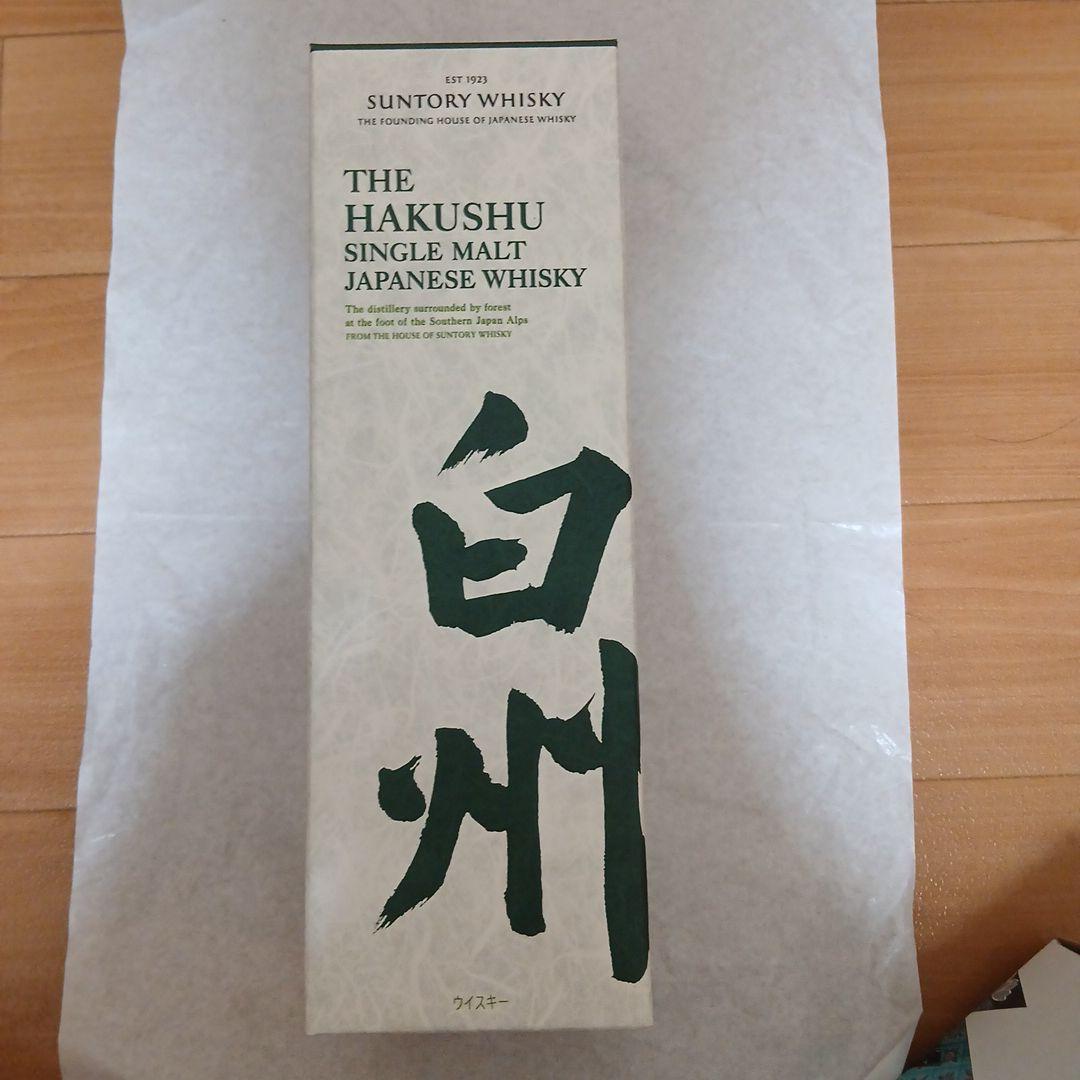 EST 1923
SUNTORY WHISKY
THE FOUNDING HOUSE OF JAPANESE WHISKY
THE
HAKUSHU
SINGLE MALT
JAPANESE WHISKY
The distillery surrounded by forest
at the foot of the Southern Japan Alps
FROM THE HOUSE OF SUNTORY WHISKY
白州
ウイスキー